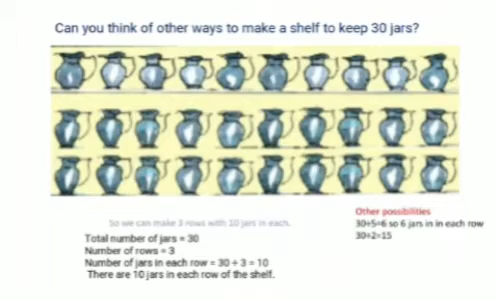 Can you think of other ways to make a shelf to keep 30 jars?
So we can make 3 rows with 10 jars in each.
Total number of jars = 30
Number of rows = 3
Number of jars in each row = 30 ÷ 3 = 10
There are 10 jars in each row of the shelf.
Other possibilities
30÷5=6 so 6 jars in in each row
30÷2=15